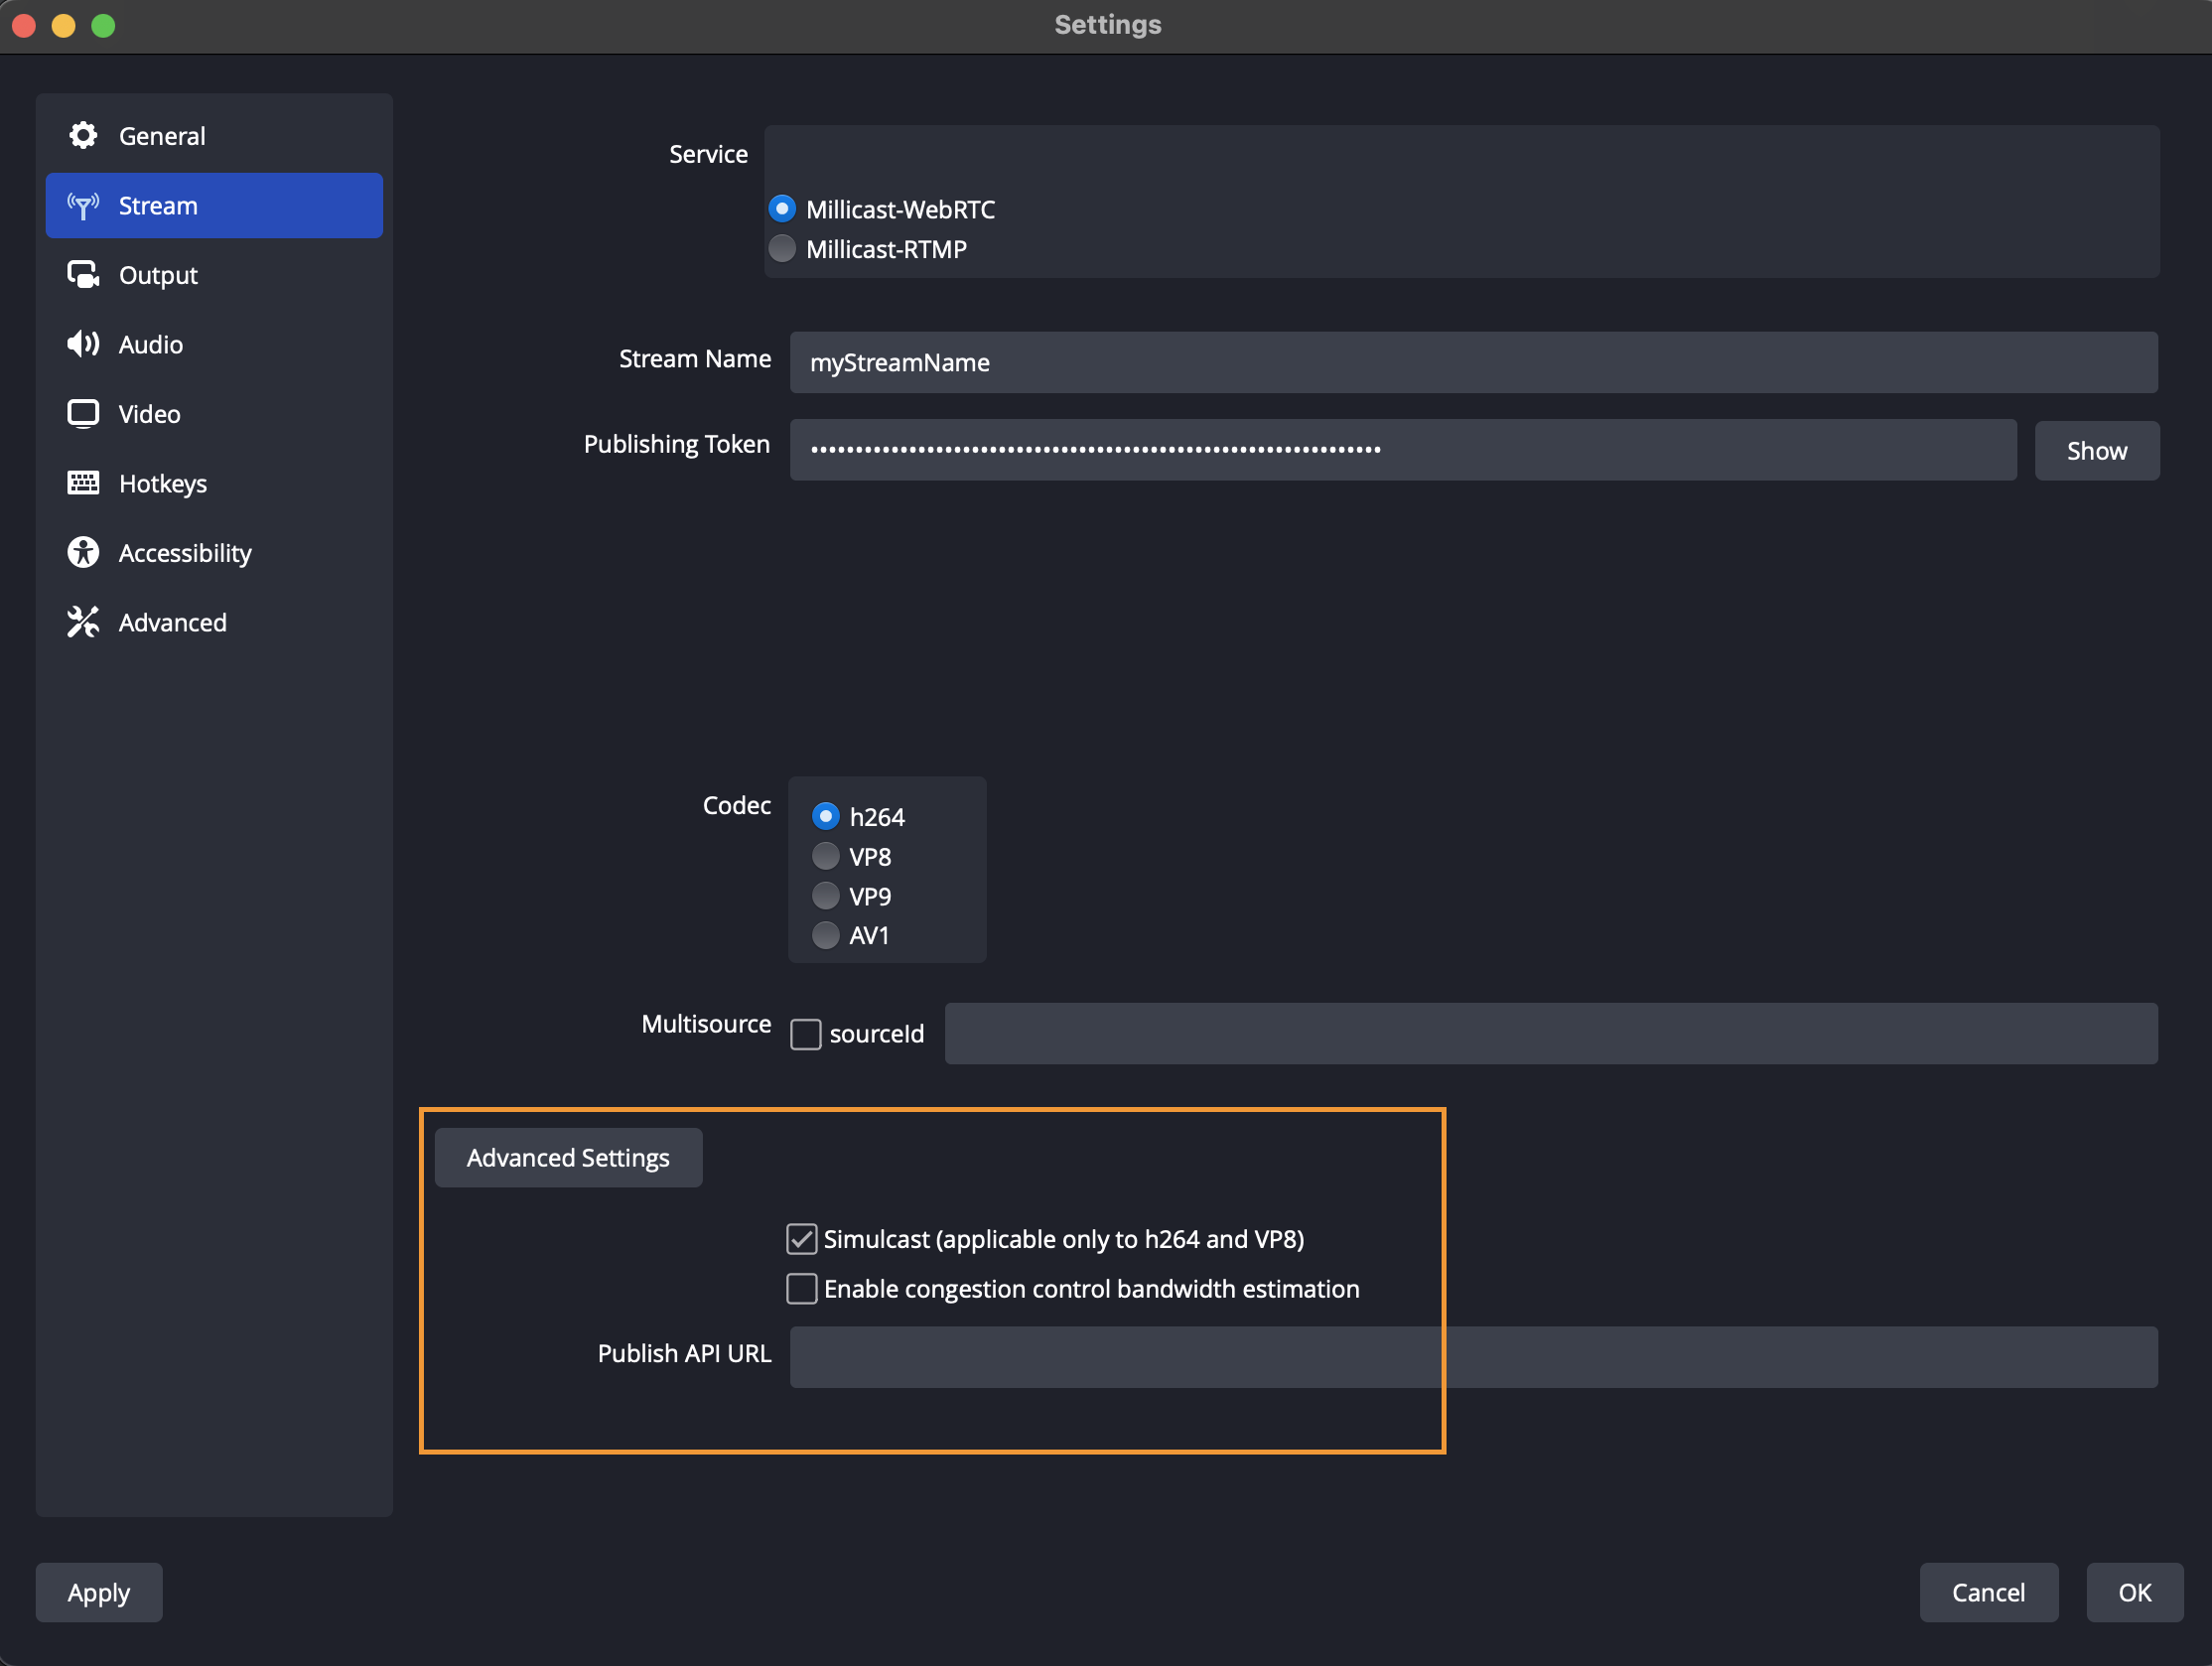 Settings
General
Stream
Output
Audio
Video
Hotkeys
Accessibility
Advanced
Service
Millicast-WebRTC
Millicast-RTMP
Stream Name
myStreamName
Publishing Token
Show
Codec
h264
VP8
VP9
AV1
Multisource
sourceId
Advanced Settings
Simulcast (applicable only to h264 and VP8)
Enable congestion control bandwidth estimation
Publish API URL
Apply
Cancel
OK